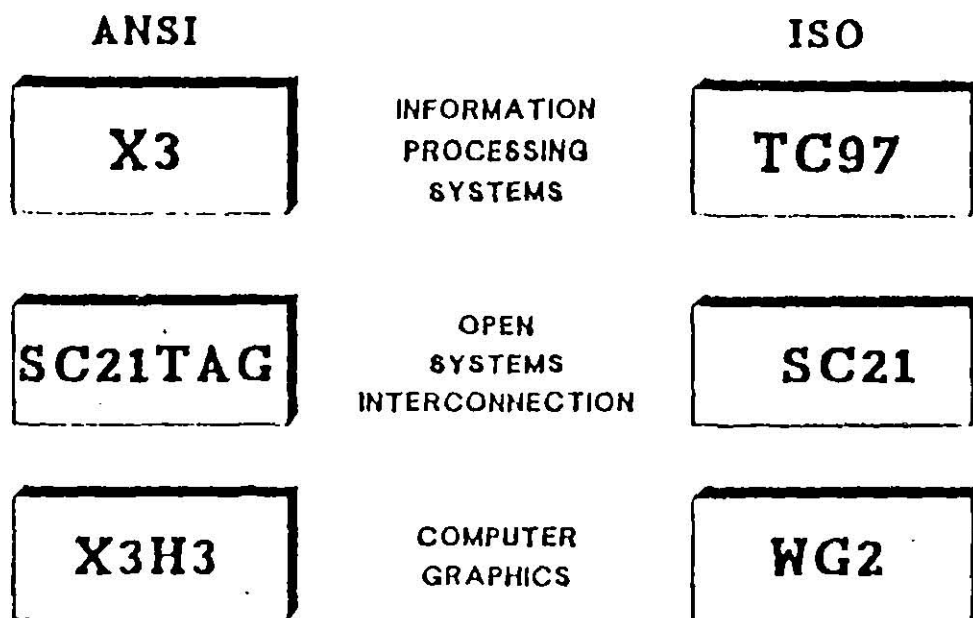 ANSI
ISO
X3
INFORMATION
PROCESSING
SYSTEMS
TC97
SC21TAG
OPEN
SYSTEMS
INTERCONNECTION
SC21
X3H3
COMPUTER
GRAPHICS
WG2